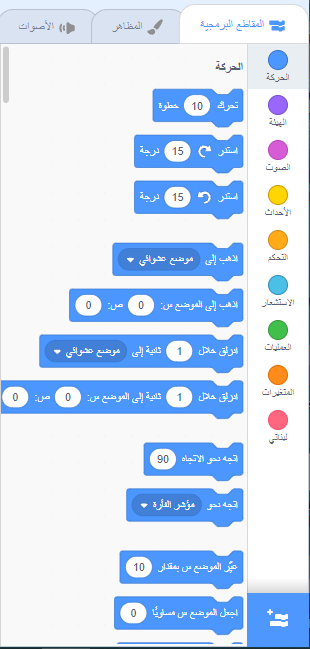 المقاطع البرمجية
المظاهر
الأصوات
الحركة
الهيئة
الصوت
الأحداث
التحكم
الاستشعار
العمليات
المتغيرات
لبناتي
الحركة
تحرك 10 خطوة
استدر 15 درجة
استدر 15 درجة
اذهب إلى موضع عشوائي
اذهب إلى الموضع س: 0 ص: 0
انزلق خلال 1 ثانية إلى موضع عشوائي
انزلق خلال 1 ثانية إلى الموضع س: 0 ص: 0
اتجه نحو الاتجاه 90
اتجه نحو مؤشر الفأرة
غيِّر الموضع س بمقدار 10
اجعل الموضع س مساويًا 0